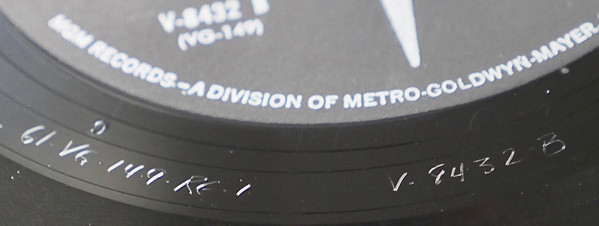 V-8432 B
(VG-149)
MGM RECORDS—A DIVISION OF METRO-GOLDWYN-MAYER,
61·VG·149·RE·1
V-8432-B